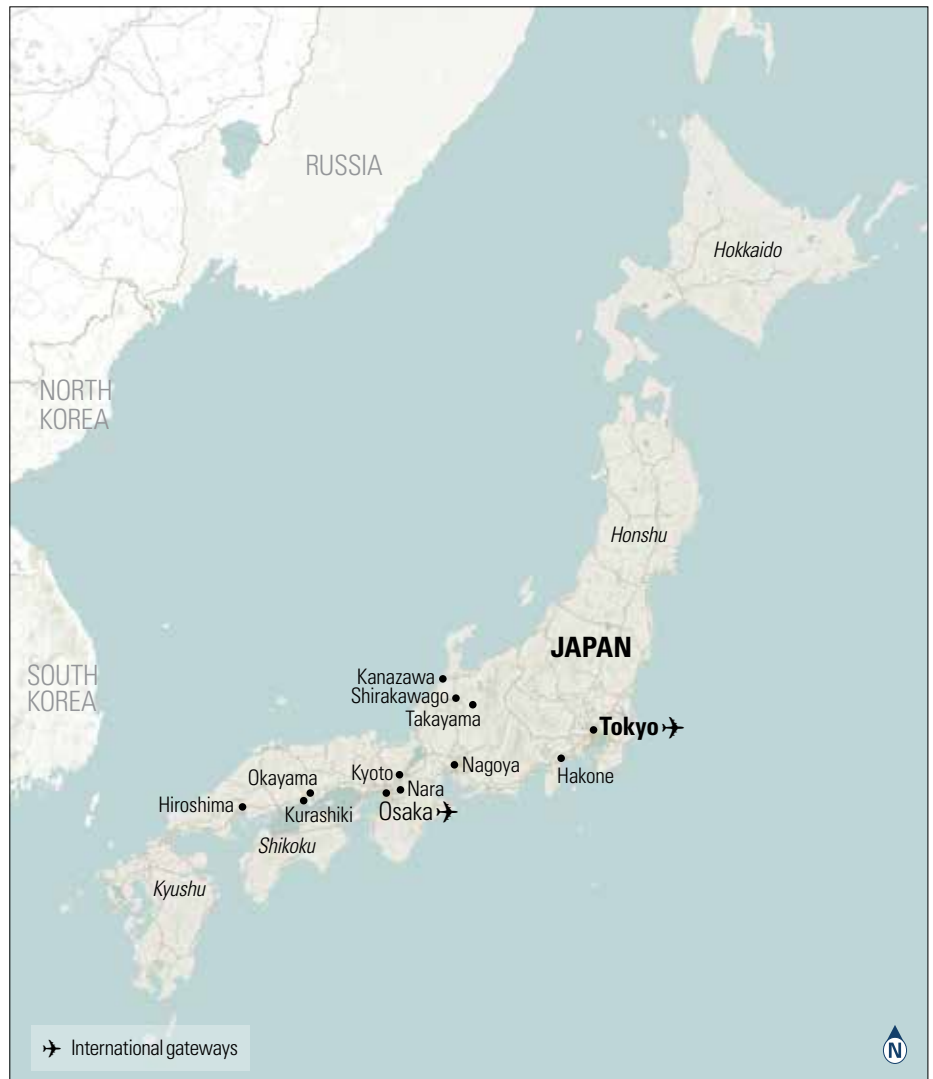 RUSSIA
Hokkaido
NORTH
KOREA
Honshu
JAPAN
SOUTH
KOREA
Kanazawa
Shirakawago
Takayama
Tokyo
Nagoya
Hakone
Kyoto
Okayama
Nara
Hiroshima
Kurashiki
Osaka
Shikoku
Kyushu
International gateways
N